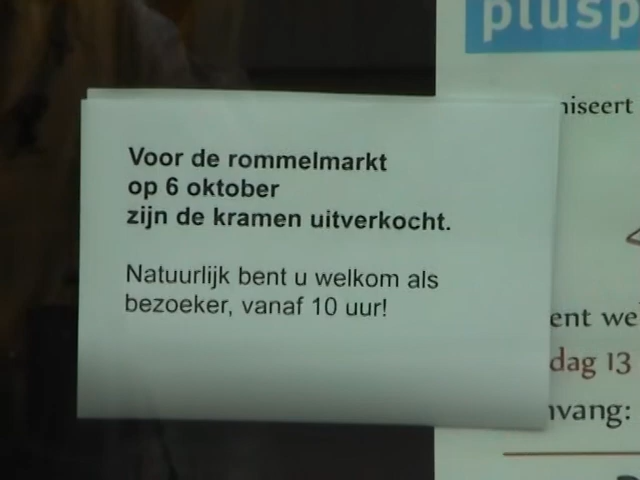 plusp
niseert
Voor de rommelmarkt
op 6 oktober
zijn de kramen uitverkocht.
Natuurlijk bent u welkom als
bezoeker, vanaf 10 uur!
ent we
dag 13
nvang: